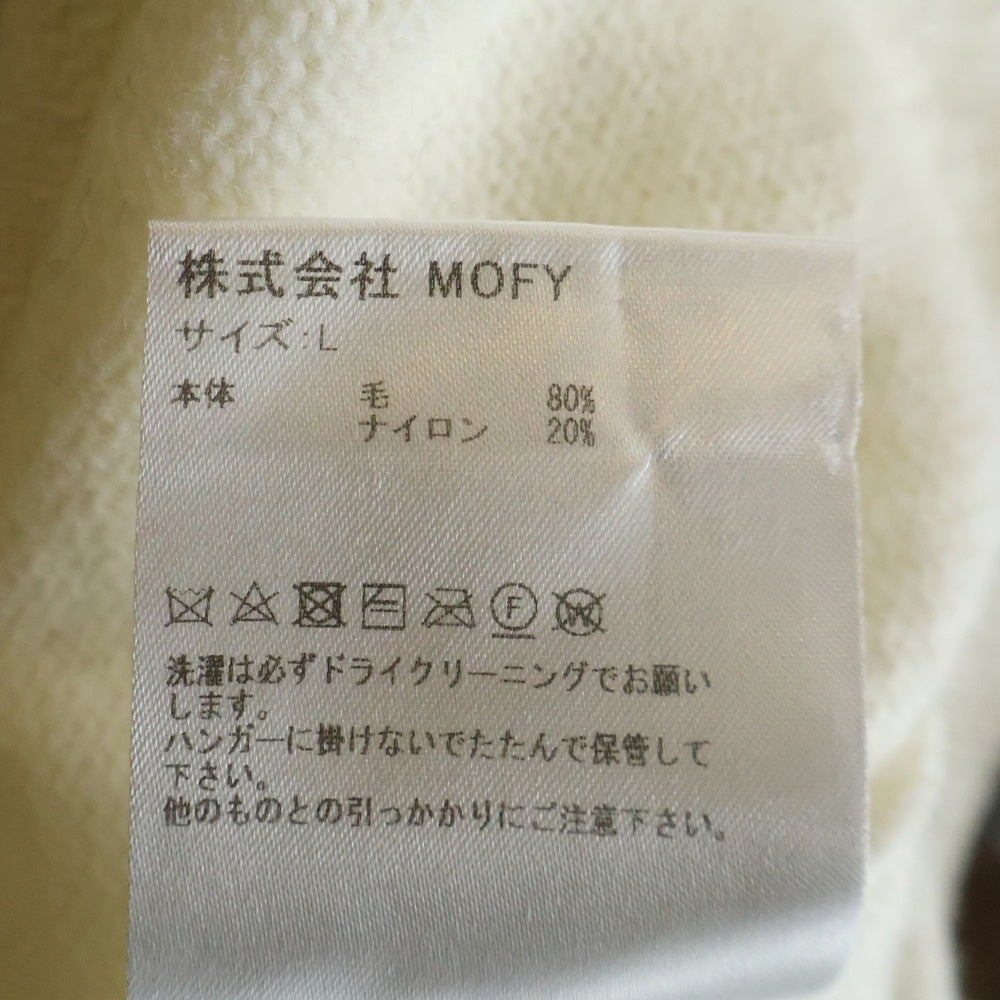 株式会社 MOFY
サイズ:L
本体 毛 80%
ナイロン 20%
F W
洗濯は必ずドライクリーニングでお願い
します。
ハンガーに掛けないでたたんで保管して
下さい。
他のものとの引っかかりにご注意下さい。